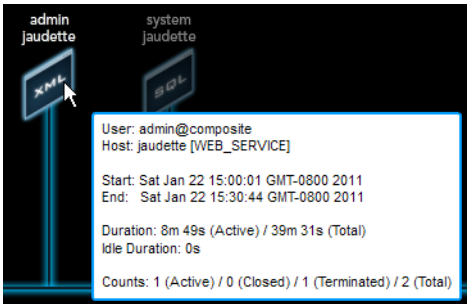 admin system
jaudette jaudette
XML SQL
User: admin@composite
Host: jaudette [WEB_SERVICE]
Start: Sat Jan 22 15:00:01 GMT-0800 2011
End: Sat Jan 22 15:30:44 GMT-0800 2011
Duration: 8m 49s (Active) / 39m 31s (Total)
Idle Duration: 0s
Counts: 1 (Active) / 0 (Closed) / 1 (Terminated) / 2 (Total)